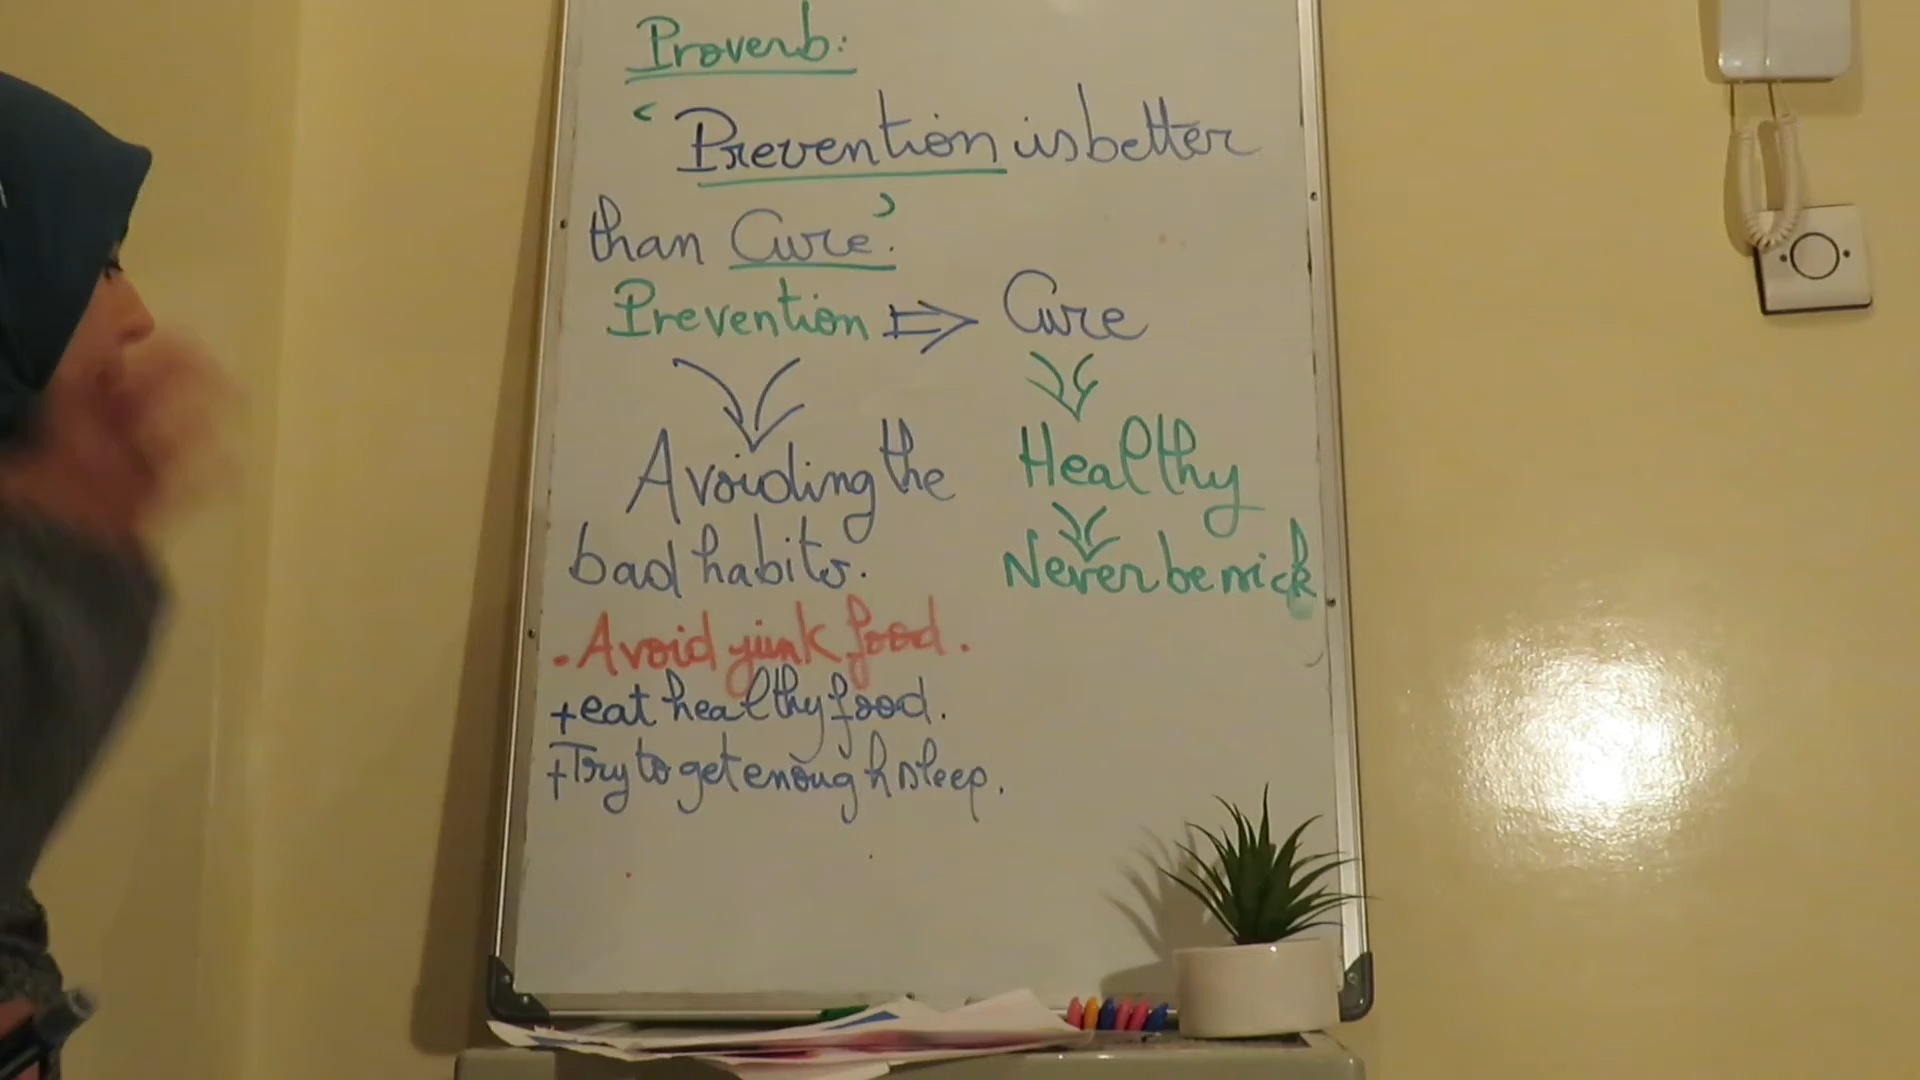 Proverb:
" Prevention is better
than Cure."
Prevention ⇒ Cure
Avoiding the
bad habits.
Healthy
Never be sick
- Avoid junk food.
+ eat healthy food.
+ Try to get enough sleep.